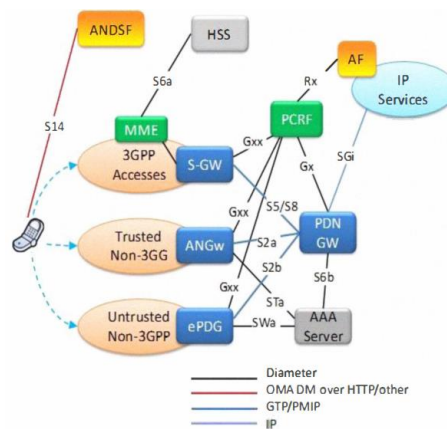 ANDSF
HSS
AF
IP
Services
S6a
Rx
S14
MME
PCRF
3GPP
Accesses
S-GW
Gxx
Gx
SGi
Gxx
S5/S8
Trusted
Non-3GG
ANGw
S2a
PDN
GW
S2b
Gxx
S6b
STa
Untrusted
Non-3GPP
ePDG
SWa
AAA
Server
Diameter
OMA DM over HTTP/other
GTP/PMIP
IP